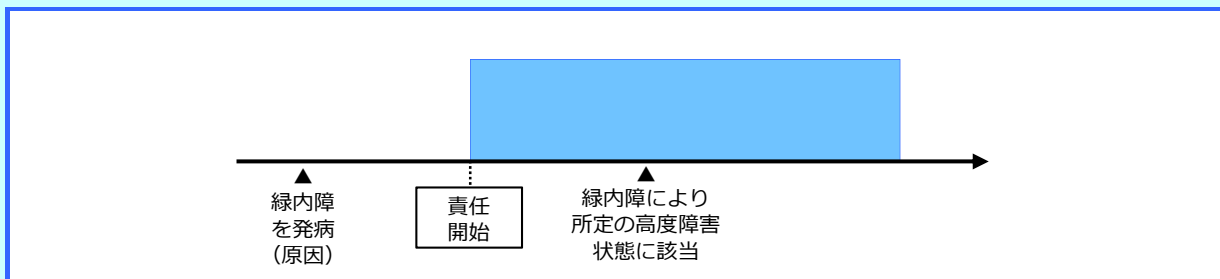 緑内障
を発病
（原因）
責任
開始
緑内障により
所定の高度障害
状態に該当